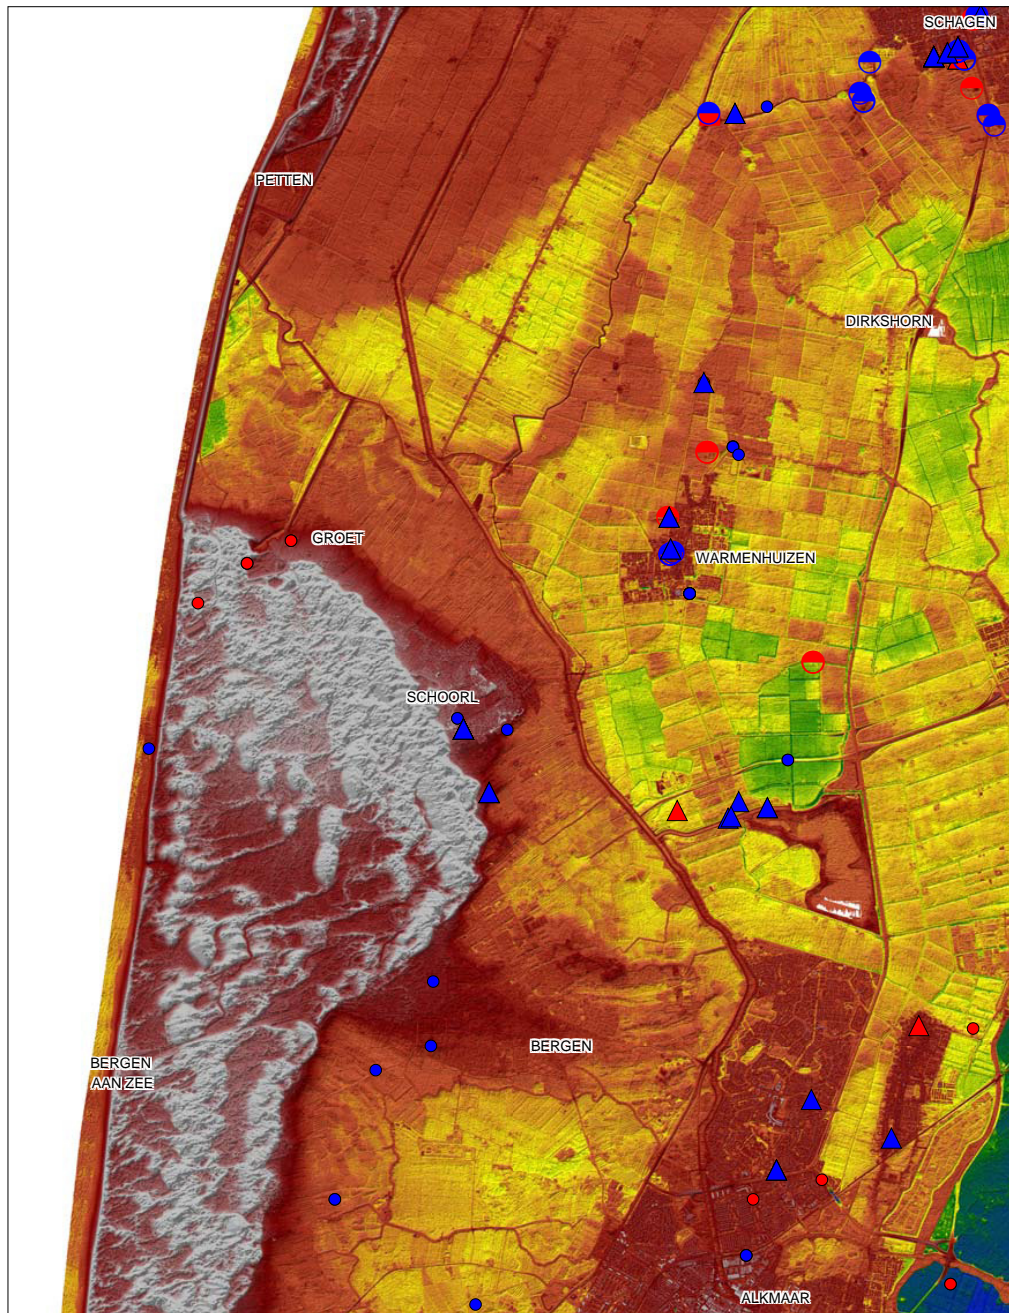 SCHAGEN
PETTEN
DIRKSHORN
GROET
WARMENHUIZEN
SCHOORL
BERGEN
BERGEN
AAN ZEE
ALKMAAR